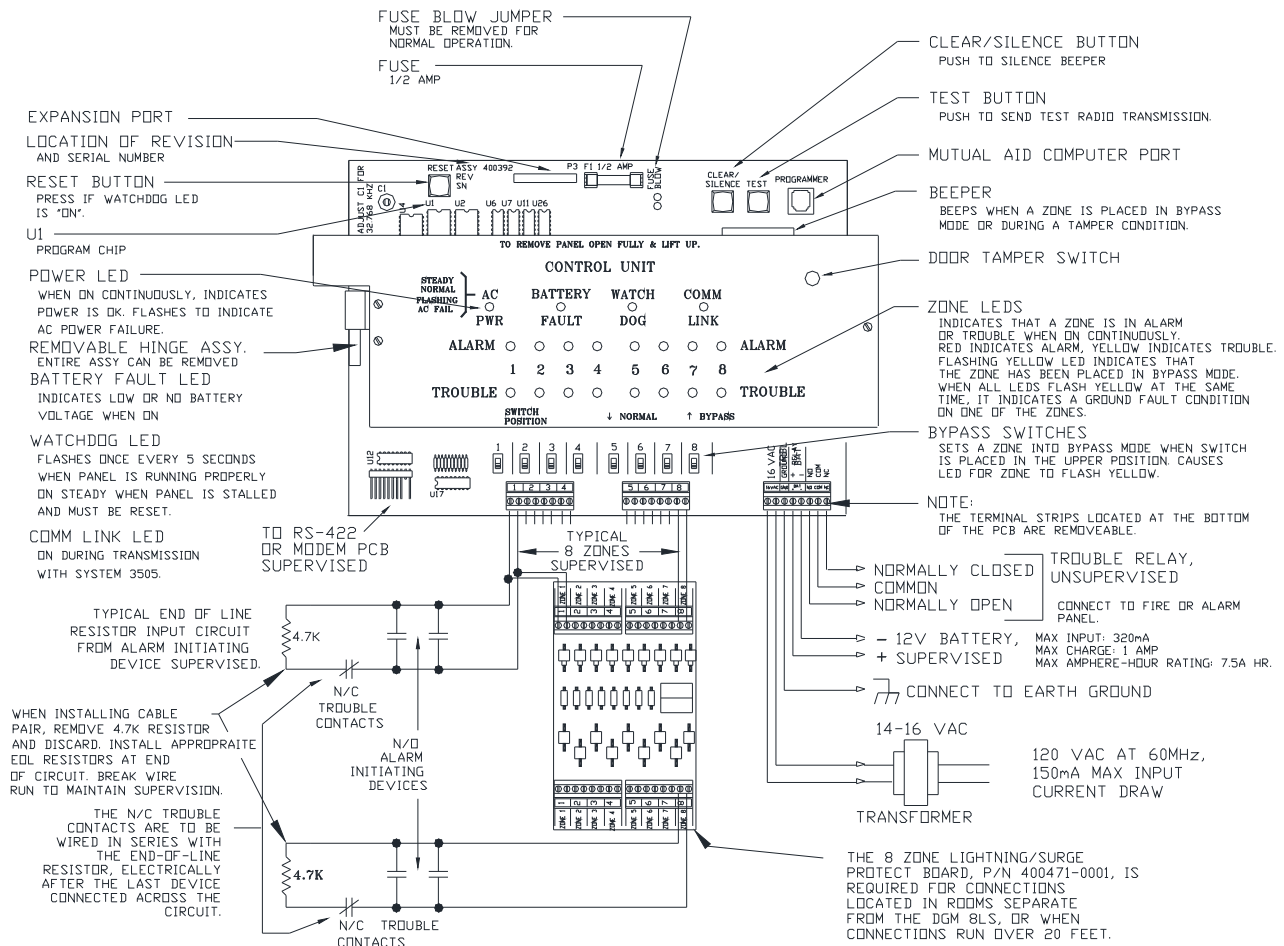 FUSE BLOW JUMPER
MUST BE REMOVED FOR
NORMAL OPERATION.
FUSE
1/2 AMP
EXPANSION PORT
LOCATION OF REVISION
AND SERIAL NUMBER
RESET BUTTON
PRESS IF WATCHDOG LED
IS "ON".
U1
PROGRAM CHIP
POWER LED
WHEN ON CONTINUOUSLY, INDICATES
POWER IS OK. FLASHES TO INDICATE
AC POWER FAILURE.
REMOVABLE HINGE ASSY.
ENTIRE ASSY CAN BE REMOVED
BATTERY FAULT LED
INDICATES LOW OR NO BATTERY
VOLTAGE WHEN ON
WATCHDOG LED
FLASHES ONCE EVERY 5 SECONDS
WHEN PANEL IS RUNNING PROPERLY
ON STEADY WHEN PANEL IS STALLED
AND MUST BE RESET.
COMM LINK LED
ON DURING TRANSMISSION
WITH SYSTEM 3505.
CLEAR/SILENCE BUTTON
PUSH TO SILENCE BEEPER
TEST BUTTON
PUSH TO SEND TEST RADIO TRANSMISSION.
MUTUAL AID COMPUTER PORT
BEEPER
BEEPS WHEN A ZONE IS PLACED IN BYPASS
MODE OR DURING A TAMPER CONDITION.
DOOR TAMPER SWITCH
ZONE LEDS
INDICATES THAT A ZONE IS IN ALARM
OR TROUBLE WHEN ON CONTINUOUSLY.
RED INDICATES ALARM, YELLOW INDICATES TROUBLE.
FLASHING YELLOW LED INDICATES THAT
THE ZONE HAS BEEN PLACED IN BYPASS MODE.
WHEN ALL LEDS FLASH YELLOW AT THE SAME
TIME, IT INDICATES A GROUND FAULT CONDITION
ON ONE OF THE ZONES.
BYPASS SWITCHES
SETS A ZONE INTO BYPASS MODE WHEN SWITCH
IS PLACED IN THE UPPER POSITION. CAUSES
LED FOR ZONE TO FLASH YELLOW.
NOTE:
THE TERMINAL STRIPS LOCATED AT THE BOTTOM
OF THE PCB ARE REMOVEABLE.
ADJUST C1 FOR
32.768 KHZ
C1
RESET ASSY 400392
REV
SN
P3 F1 1/2 AMP
FUSE
BLOW
CLEAR/
SILENCE TEST
PROGRAMMER
U4 U1 U2 U6 U7 U11 U26
TO REMOVE PANEL OPEN FULLY & LIFT UP.
CONTROL UNIT
STEADY
NORMAL
FLASHING
AC FAIL
AC BATTERY WATCH COMM
PWR FAULT DOG LINK
ALARM ALARM
1 2 3 4 5 6 7 8
TROUBLE TROUBLE
SWITCH
POSITION
↓ NORMAL ↑ BYPASS
U12
U17
1 2 3 4 5 6 7 8
16 VAC
1 2 3 4 5 6 7 8
NO COM NC
TO RS-422
OR MODEM PCB
SUPERVISED
TYPICAL
8 ZONES
SUPERVISED
NORMALLY CLOSED
COMMON
NORMALLY OPEN
TROUBLE RELAY,
UNSUPERVISED
CONNECT TO FIRE OR ALARM
PANEL.
- 12V BATTERY,
+ SUPERVISED
MAX INPUT: 320mA
MAX CHARGE: 1 AMP
MAX AMPHERE-HOUR RATING: 7.5A HR.
CONNECT TO EARTH GROUND
14-16 VAC
TRANSFORMER
120 VAC AT 60MHz,
150mA MAX INPUT
CURRENT DRAW
TYPICAL END OF LINE
RESISTOR INPUT CIRCUIT
FROM ALARM INITIATING
DEVICE SUPERVISED.
4.7K
N/C
TROUBLE
CONTACTS
WHEN INSTALLING CABLE
PAIR, REMOVE 4.7K RESISTOR
AND DISCARD. INSTALL APPROPRAITE
EOL RESISTORS AT END
OF CIRCUIT. BREAK WIRE
RUN TO MAINTAIN SUPERVISION.
N/O
ALARM
INITIATING
DEVICES
THE N/C TROUBLE
CONTACTS ARE TO BE
WIRED IN SERIES WITH
THE END-OF-LINE
RESISTOR, ELECTRICALLY
AFTER THE LAST DEVICE
CONNECTED ACROSS THE
CIRCUIT.
4.7K
N/C TROUBLE
CONTACTS
ZONE 1 ZONE 2 ZONE 3 ZONE 4 ZONE 5 ZONE 6 ZONE 7 ZONE 8
1 2 3 4 5 6 7 8
1 2 3 4 5 6 7 8
ZONE 1 ZONE 2 ZONE 3 ZONE 4 ZONE 5 ZONE 6 ZONE 7 ZONE 8
THE 8 ZONE LIGHTNING/SURGE
PROTECT BOARD, P/N 400471-0001, IS
REQUIRED FOR CONNECTIONS
LOCATED IN ROOMS SEPARATE
FROM THE DGM 8LS, OR WHEN
CONNECTIONS RUN OVER 20 FEET.